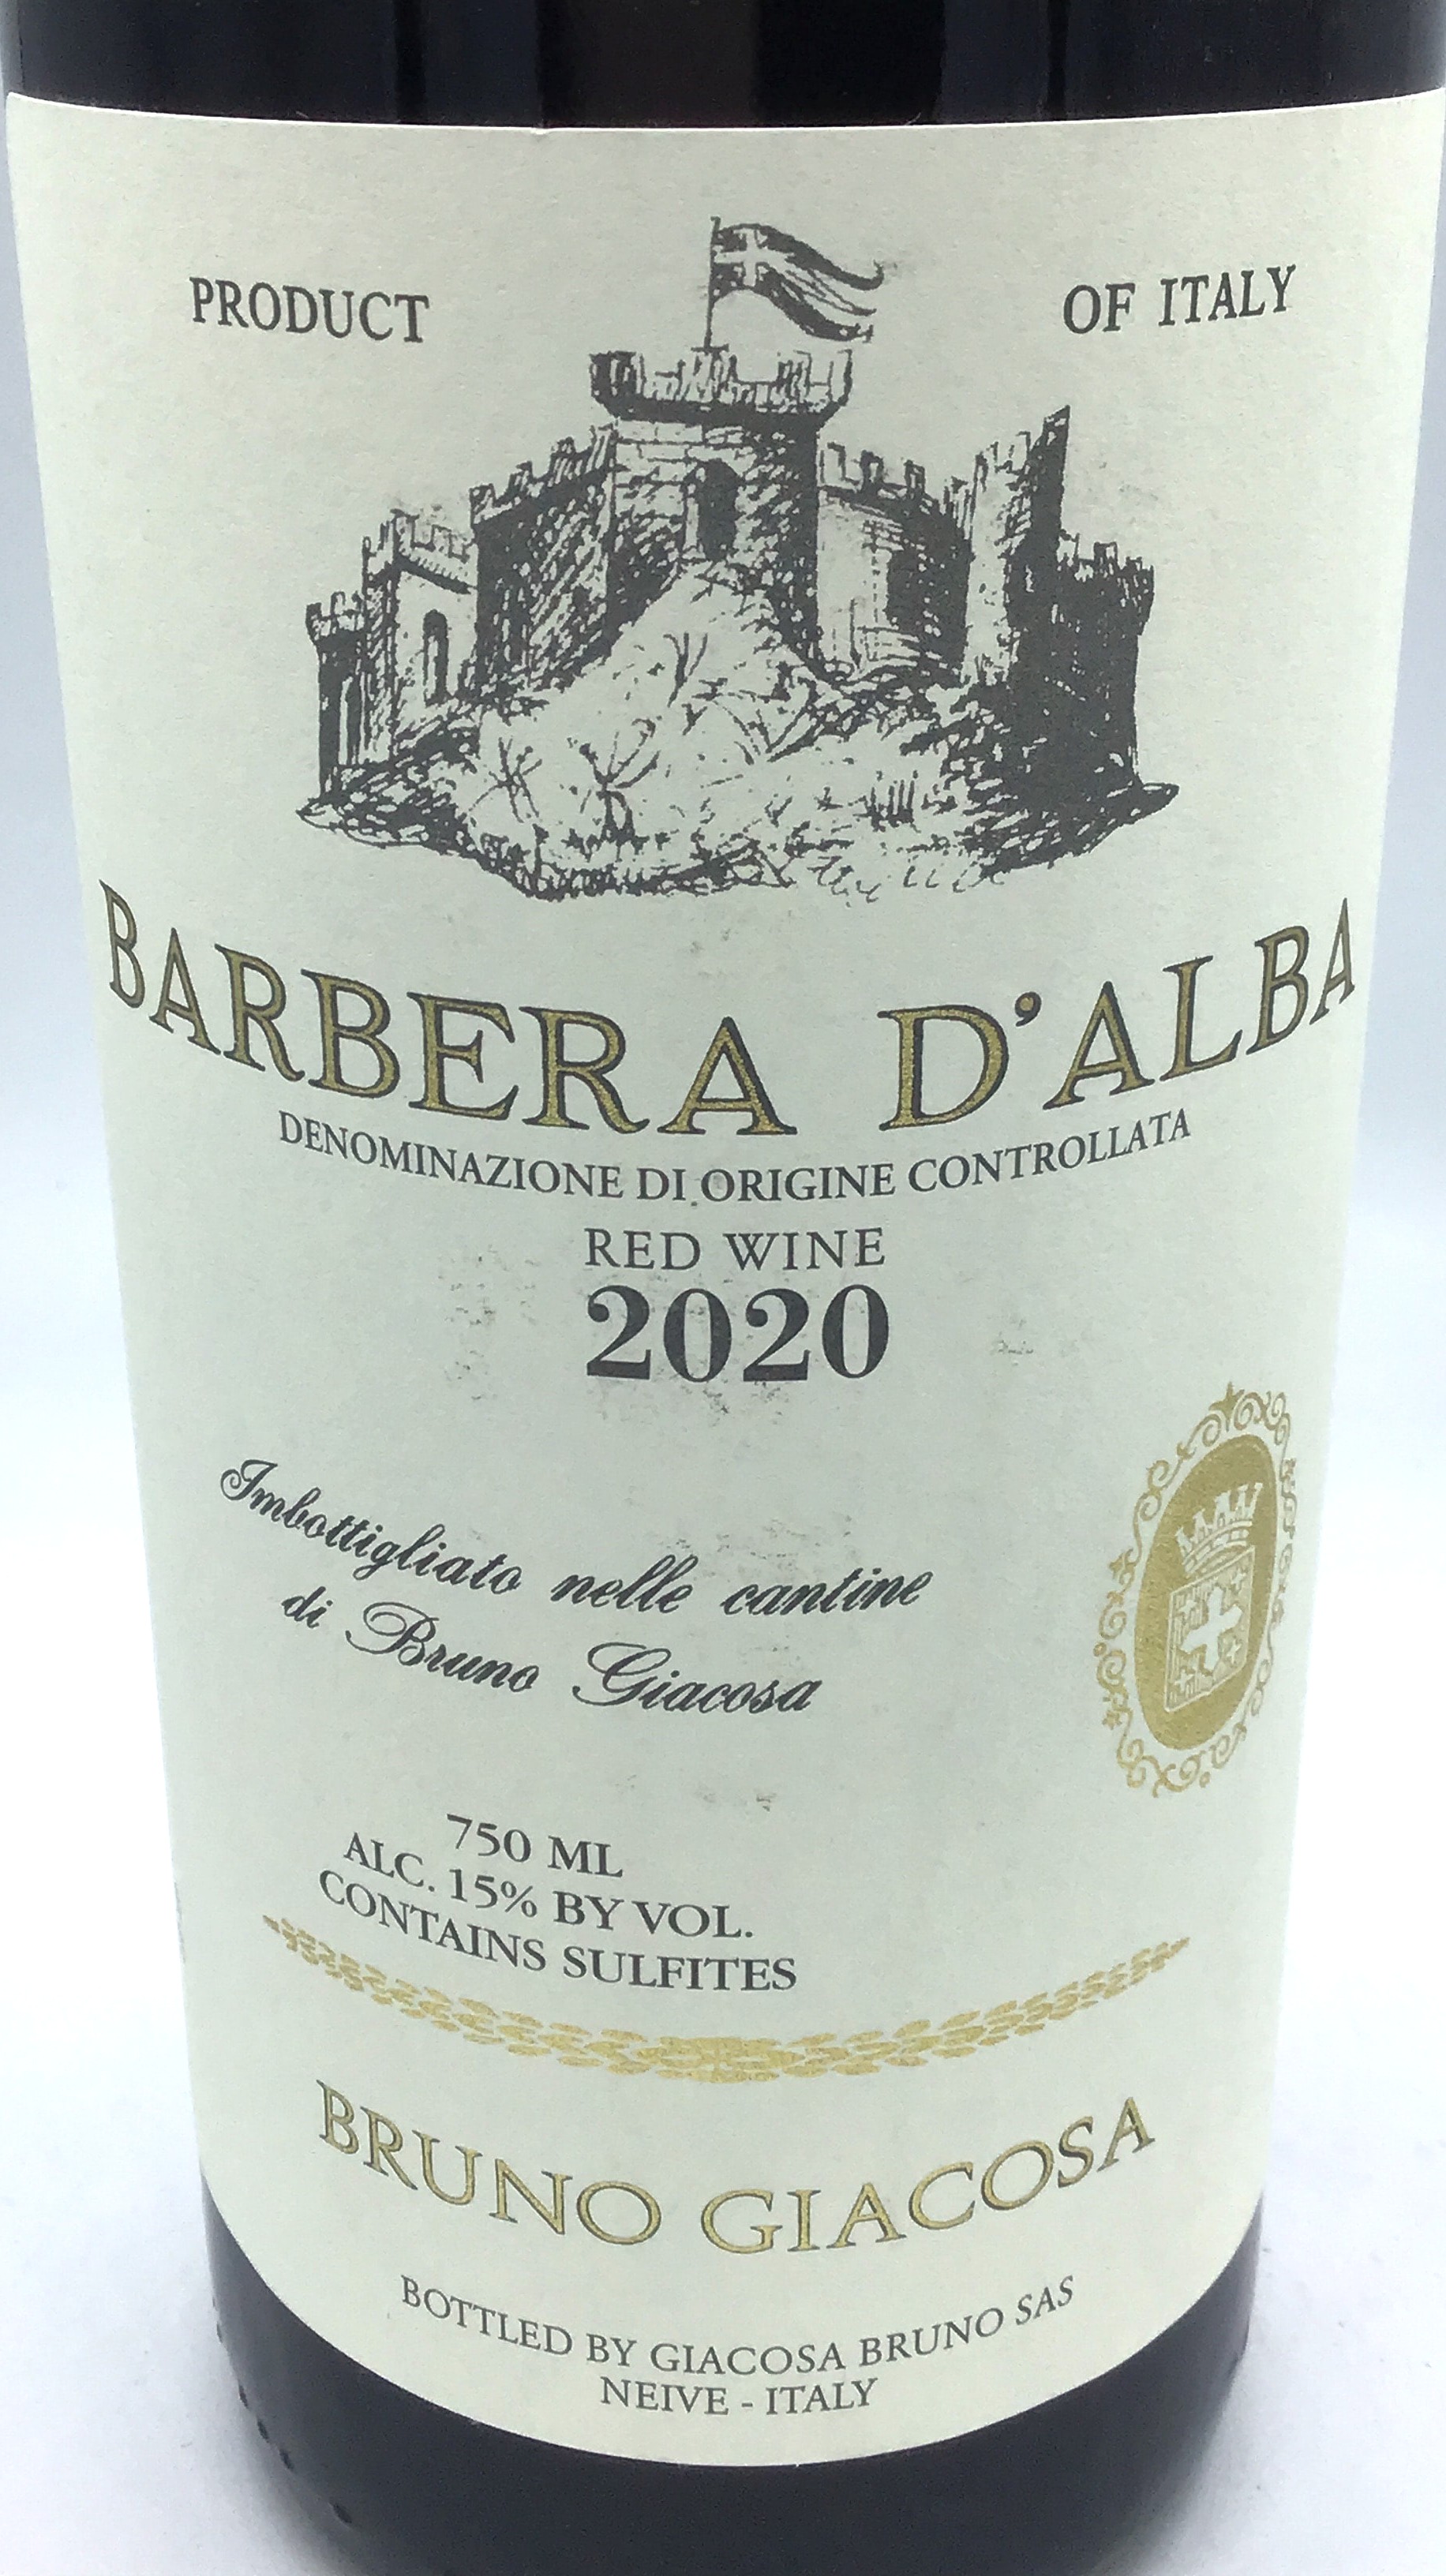 PRODUCT OF ITALY
BARBERA D'ALBA
DENOMINAZIONE DI ORIGINE CONTROLLATA
RED WINE
2020
Imbottigliato nelle cantine
di Bruno Giacosa
750 ML
ALC. 15% BY VOL.
CONTAINS SULFITES
BRUNO GIACOSA
BOTTLED BY GIACOSA BRUNO SAS
NEIVE - ITALY